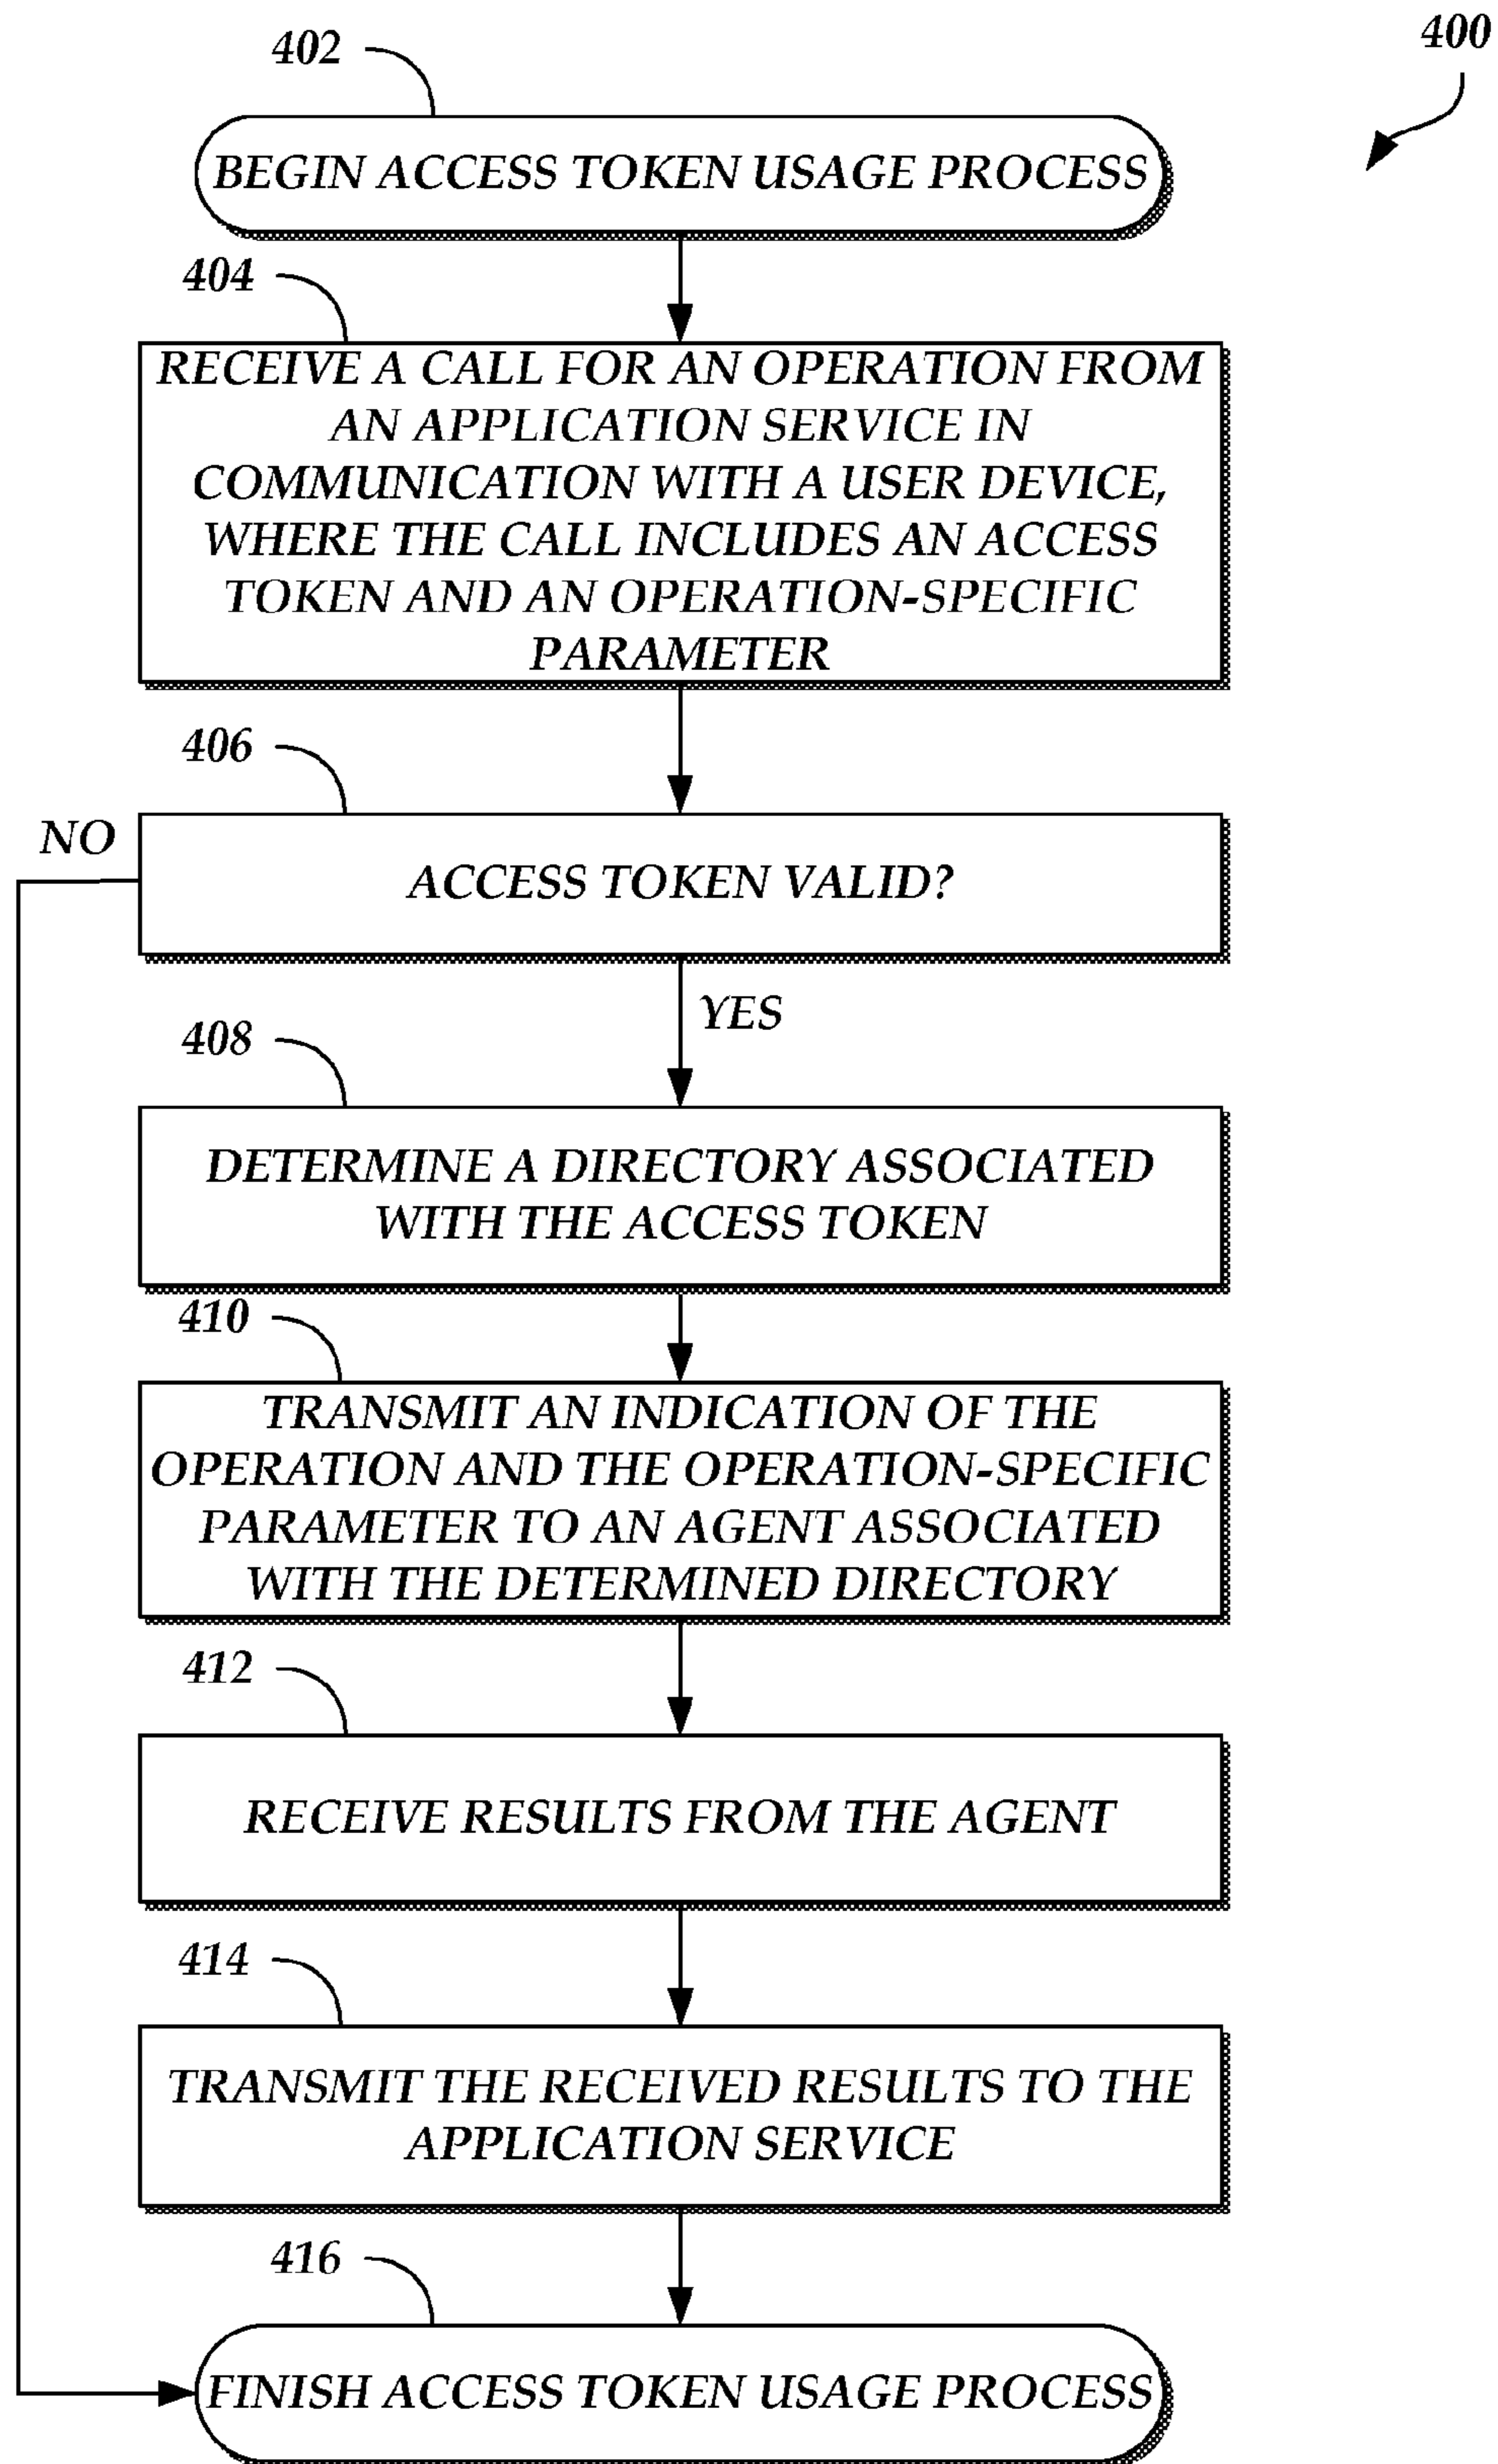 402
400
BEGIN ACCESS TOKEN USAGE PROCESS
404
RECEIVE A CALL FOR AN OPERATION FROM
AN APPLICATION SERVICE IN
COMMUNICATION WITH A USER DEVICE,
WHERE THE CALL INCLUDES AN ACCESS
TOKEN AND AN OPERATION-SPECIFIC
PARAMETER
406
NO
ACCESS TOKEN VALID?
YES
408
DETERMINE A DIRECTORY ASSOCIATED
WITH THE ACCESS TOKEN
410
TRANSMIT AN INDICATION OF THE
OPERATION AND THE OPERATION-SPECIFIC
PARAMETER TO AN AGENT ASSOCIATED
WITH THE DETERMINED DIRECTORY
412
RECEIVE RESULTS FROM THE AGENT
414
TRANSMIT THE RECEIVED RESULTS TO THE
APPLICATION SERVICE
416
FINISH ACCESS TOKEN USAGE PROCESS